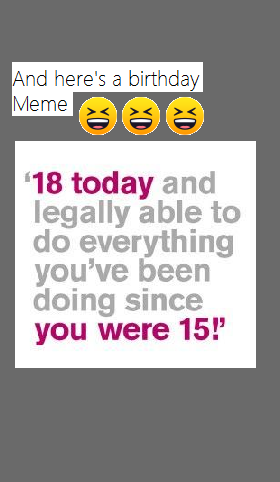 And here's a birthday
Meme 😆😆😆
‘18 today and
legally able to
do everything
you’ve been
doing since
you were 15!’